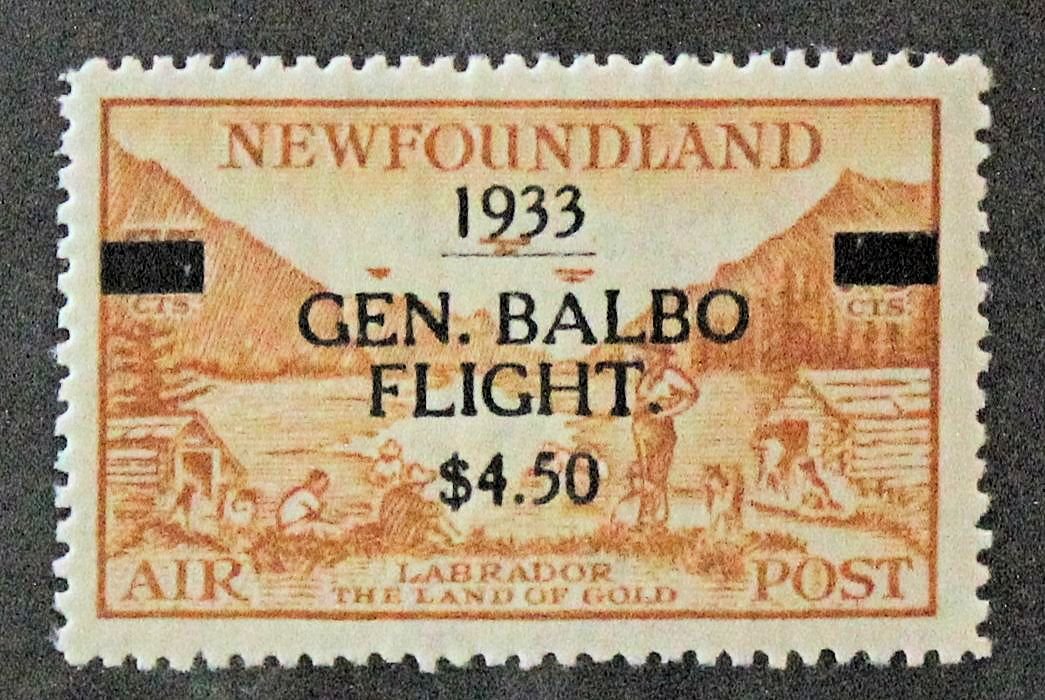 NEWFOUNDLAND
1933
GEN. BALBO
FLIGHT.
$4.50
CTS
CTS
AIR
LABRADOR
THE LAND OF GOLD
POST